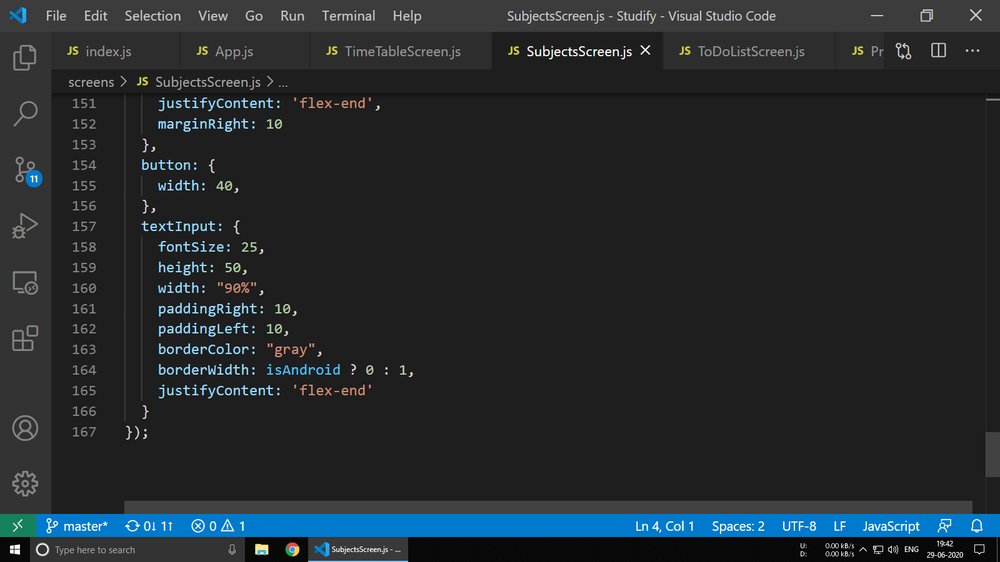 File Edit Selection View Go Run Terminal Help SubjectsScreen.js - Studify - Visual Studio Code
JS index.js JS App.js JS TimeTableScreen.js JS SubjectsScreen.js JS ToDoListScreen.js JS Pr
screens > JS SubjectsScreen.js > ...
151 justifyContent: 'flex-end',
152 marginRight: 10
153 },
154 button: {
155 width: 40,
156 },
157 textInput: {
158 fontSize: 25,
159 height: 50,
160 width: "90%",
161 paddingRight: 10,
162 paddingLeft: 10,
163 borderColor: "gray",
164 borderWidth: isAndroid ? 0 : 1,
165 justifyContent: 'flex-end'
166 }
167 });
11
master* 0↓ 1↑ 0 1 Ln 4, Col 1 Spaces: 2 UTF-8 LF JavaScript
Type here to search SubjectsScreen.js - ... U: 0.00 kB/s ENG 19:42
D: 0.00 kB/s 29-06-2020